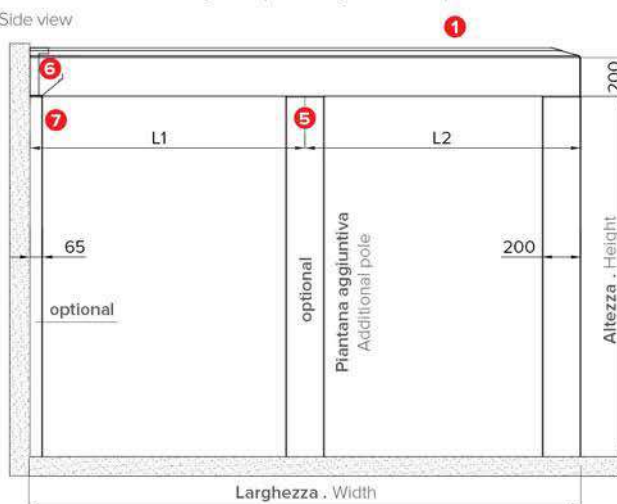 Side view
1
6
200
7
5
L1
L2
65
200
optional
optional
Piantana aggiuntiva
Additional pole
Altezza . Height
Larghezza . Width